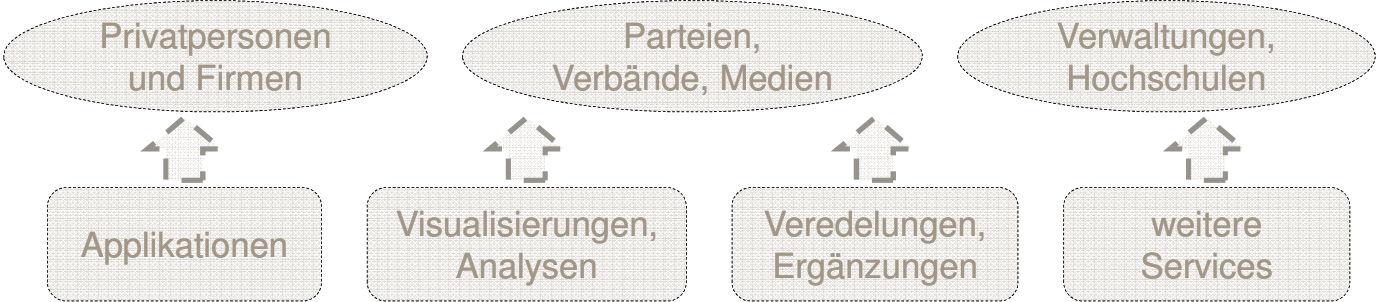 Privatpersonen
und Firmen
Parteien,
Verbände, Medien
Verwaltungen,
Hochschulen
Applikationen
Visualisierungen,
Analysen
Veredelungen,
Ergänzungen
weitere
Services